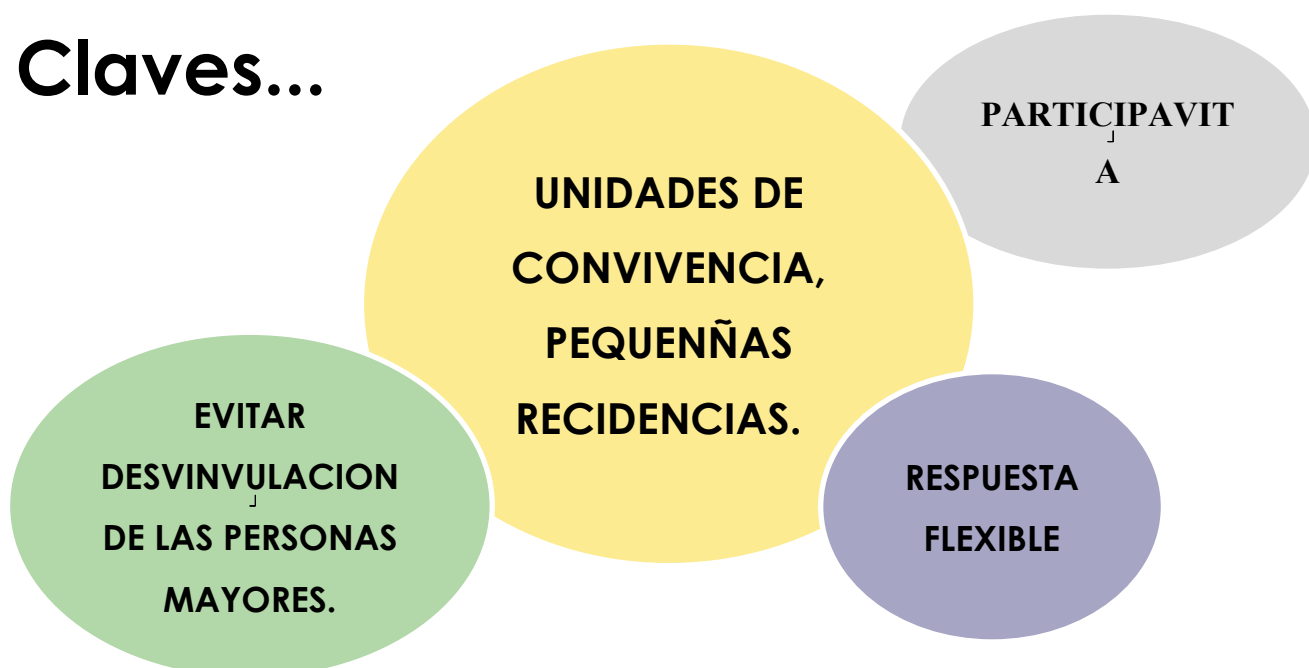 Claves...
PARTICIPAVIT
A
UNIDADES DE
CONVIVENCIA,
PEQUENÑAS
RECIDENCIAS.
EVITAR
DESVINVULACION
DE LAS PERSONAS
MAYORES.
RESPUESTA
FLEXIBLE